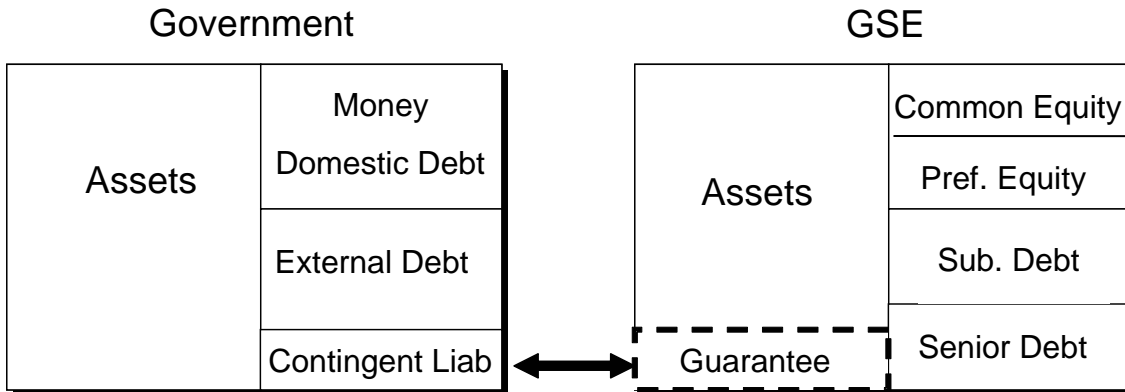 Government
Assets
Money
Domestic Debt
External Debt
Contingent Liab
GSE
Assets
Guarantee
Common Equity
Pref. Equity
Sub. Debt
Senior Debt